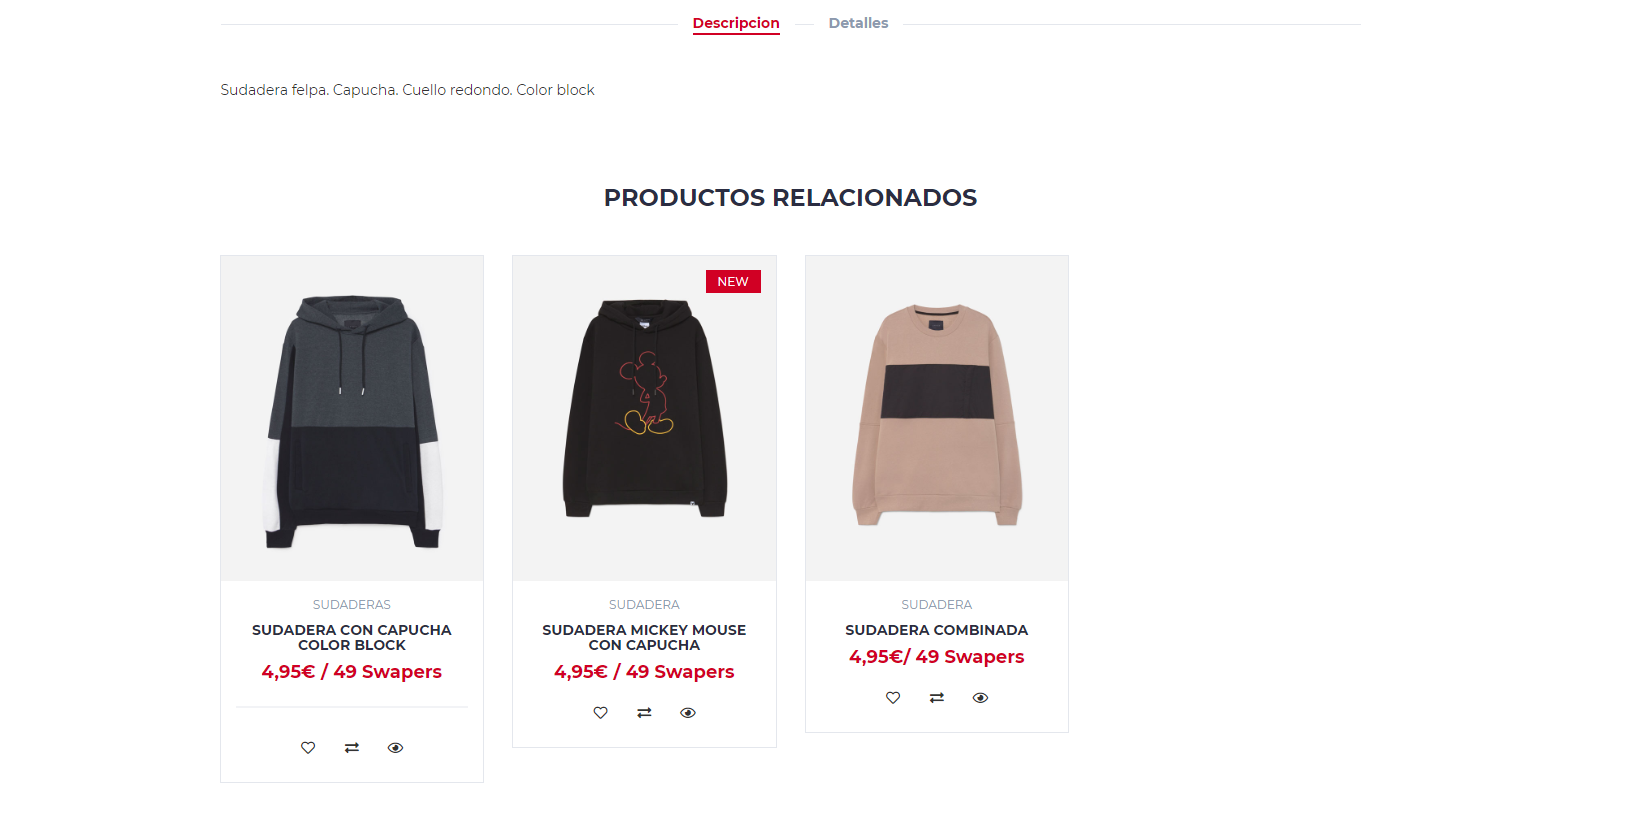 Descripcion Detalles
Sudadera felpa. Capucha. Cuello redondo. Color block
PRODUCTOS RELACIONADOS
NEW
SUDADERAS
SUDADERA CON CAPUCHA
COLOR BLOCK
4,95€ / 49 Swapers
SUDADERA
SUDADERA MICKEY MOUSE
CON CAPUCHA
4,95€ / 49 Swapers
SUDADERA
SUDADERA COMBINADA
4,95€/ 49 Swapers